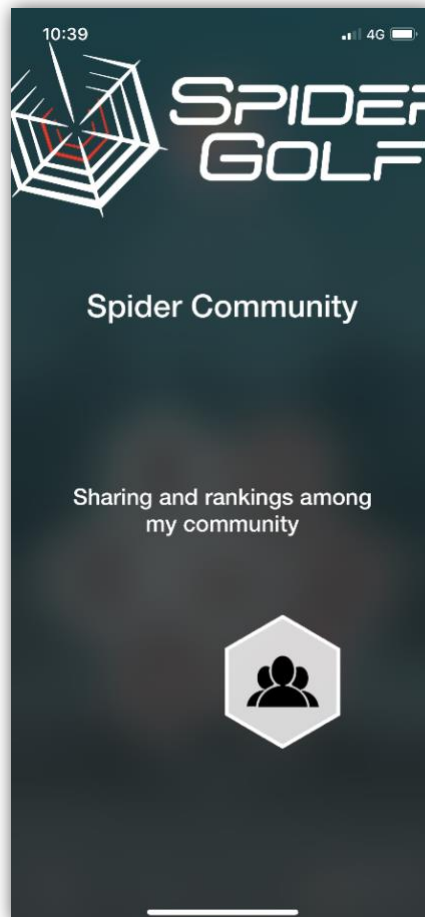 10:39 4G
SPIDER
GOLF
Spider Community
Sharing and rankings among
my community